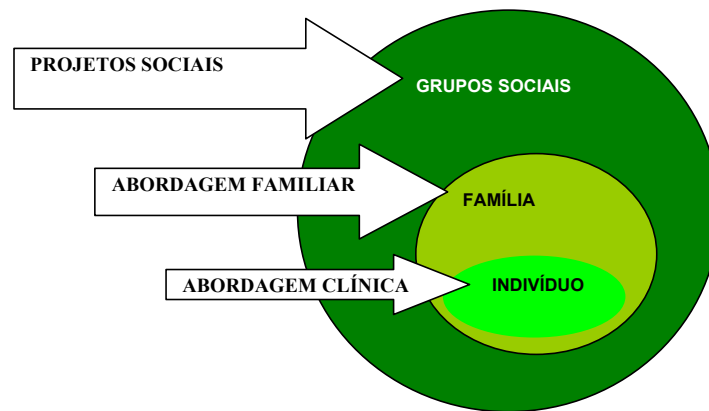 PROJETOS SOCIAIS
GRUPOS SOCIAIS
ABORDAGEM FAMILIAR
FAMÍLIA
ABORDAGEM CLÍNICA
INDIVÍDUO